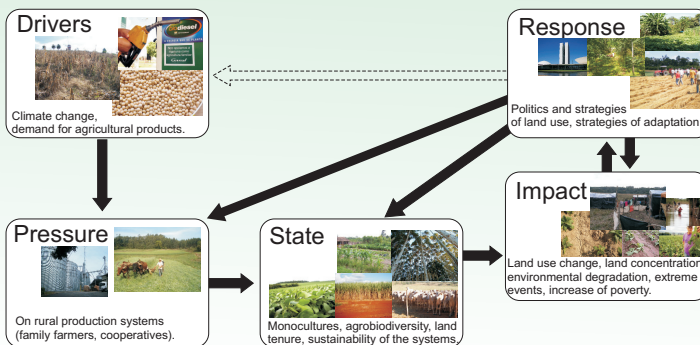 Drivers
Climate change,
demand for agricultural products.
Response
Politics and strategies
of land use, strategies of adaptation
Pressure
On rural production systems
(family farmers, cooperatives).
State
Monocultures, agrobiodiversity, land
tenure, sustainability of the systems.
Impact
Land use change, land concentration
environmental degradation, extreme
events, increase of poverty.